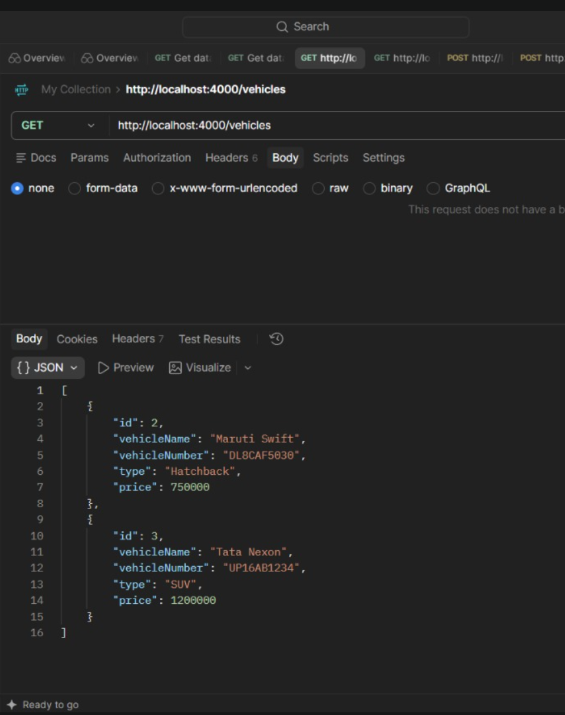 Search
Overview Overview GET Get dat GET Get dat GET http://lo GET http://lo POST http:// POST http
HTTP My Collection > http://localhost:4000/vehicles
GET http://localhost:4000/vehicles
Docs Params Authorization Headers 6 Body Scripts Settings
none form-data x-www-form-urlencoded raw binary GraphQL
This request does not have a b
Body Cookies Headers 7 Test Results
{} JSON Preview Visualize
1 [
2 {
3 "id": 2,
4 "vehicleName": "Maruti Swift",
5 "vehicleNumber": "DL8CAF5030",
6 "type": "Hatchback",
7 "price": 750000
8 },
9 {
10 "id": 3,
11 "vehicleName": "Tata Nexon",
12 "vehicleNumber": "UP16AB1234",
13 "type": "SUV",
14 "price": 1200000
15 }
16 ]
Ready to go